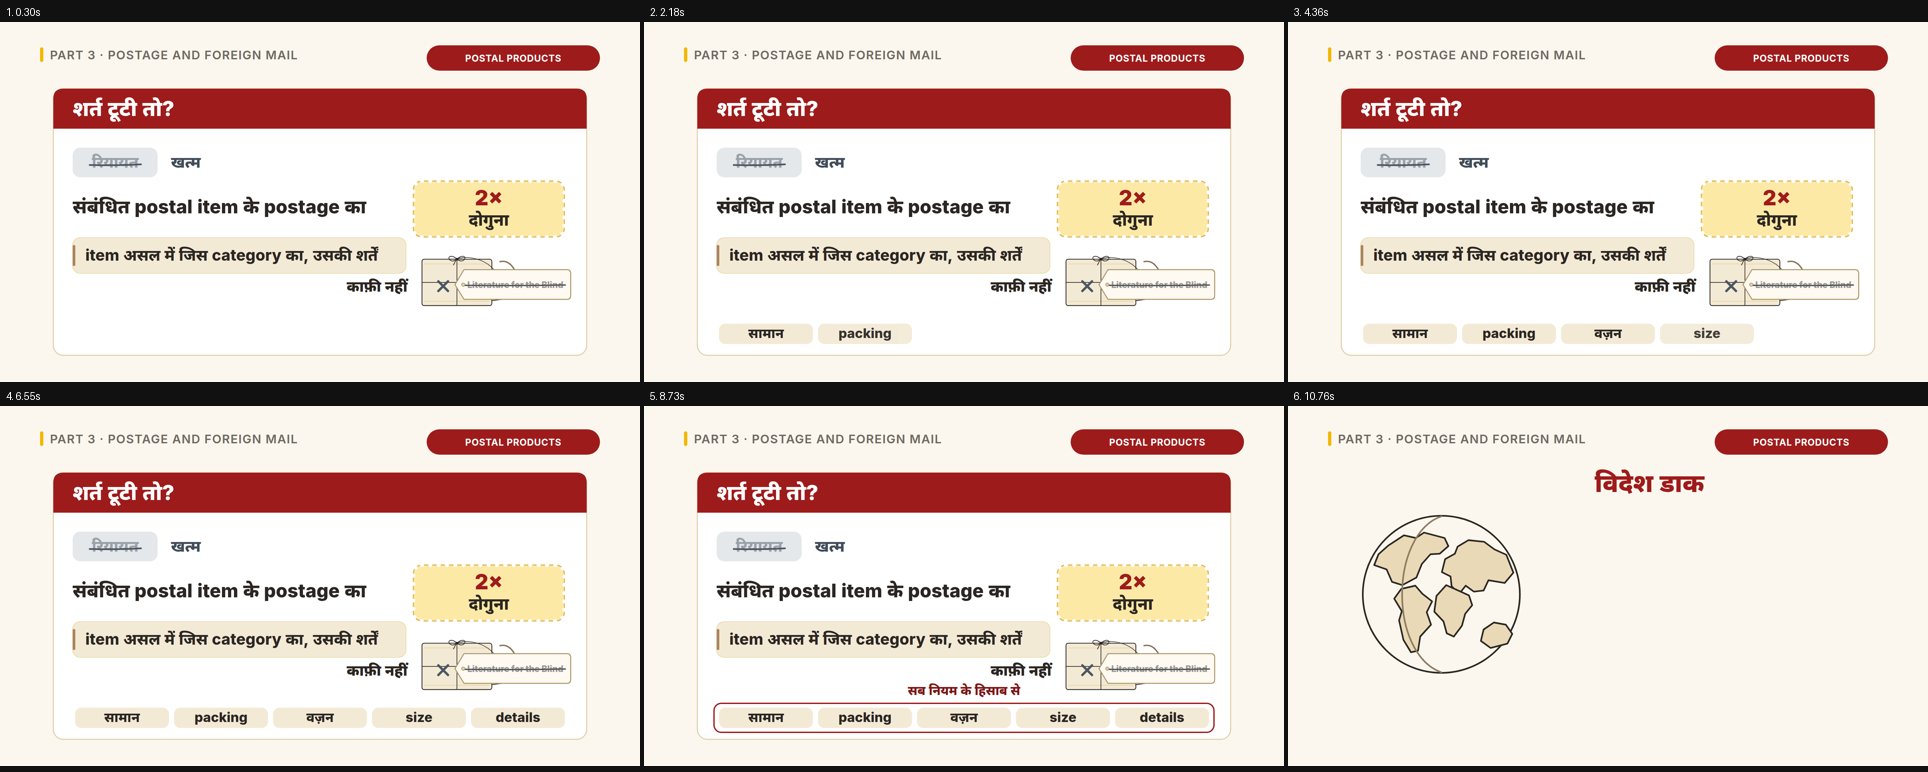 1. 0.30s
PART 3 · POSTAGE AND FOREIGN MAIL
POSTAL PRODUCTS
शर्त टूटी तो?
रियायत खत्म
संबंधित postal item के postage का
2×
दोगुना
item असल में जिस category का, उसकी शर्तें
काफ़ी नहीं
Literature for the Blind
2. 2.18s
PART 3 · POSTAGE AND FOREIGN MAIL
POSTAL PRODUCTS
शर्त टूटी तो?
रियायत खत्म
संबंधित postal item के postage का
2×
दोगुना
item असल में जिस category का, उसकी शर्तें
काफ़ी नहीं
Literature for the Blind
सामान packing
3. 4.36s
PART 3 · POSTAGE AND FOREIGN MAIL
POSTAL PRODUCTS
शर्त टूटी तो?
रियायत खत्म
संबंधित postal item के postage का
2×
दोगुना
item असल में जिस category का, उसकी शर्तें
काफ़ी नहीं
Literature for the Blind
सामान packing वज़न size
4. 6.55s
PART 3 · POSTAGE AND FOREIGN MAIL
POSTAL PRODUCTS
शर्त टूटी तो?
रियायत खत्म
संबंधित postal item के postage का
2×
दोगुना
item असल में जिस category का, उसकी शर्तें
काफ़ी नहीं
Literature for the Blind
सामान packing वज़न size details
5. 8.73s
PART 3 · POSTAGE AND FOREIGN MAIL
POSTAL PRODUCTS
शर्त टूटी तो?
रियायत खत्म
संबंधित postal item के postage का
2×
दोगुना
item असल में जिस category का, उसकी शर्तें
काफ़ी नहीं
Literature for the Blind
सब नियम के हिसाब से
सामान packing वज़न size details
6. 10.76s
PART 3 · POSTAGE AND FOREIGN MAIL
POSTAL PRODUCTS
विदेश डाक